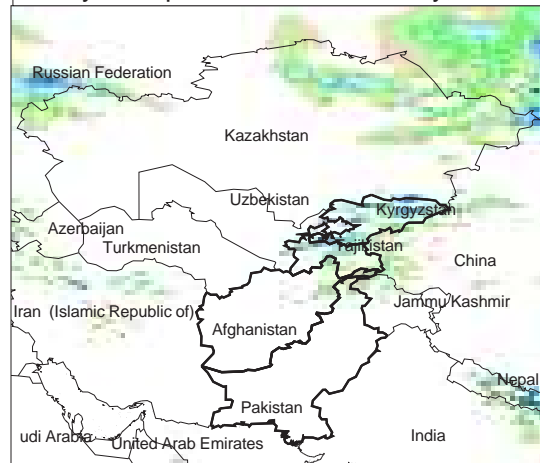 Russian Federation
Kazakhstan
Uzbekistan
Kyrgyzstan
Azerbaijan
Turkmenistan
Tajikistan
China
Iran (Islamic Republic of)
Jammu Kashmir
Afghanistan
Nepal
Pakistan
udi Arabia
United Arab Emirates
India